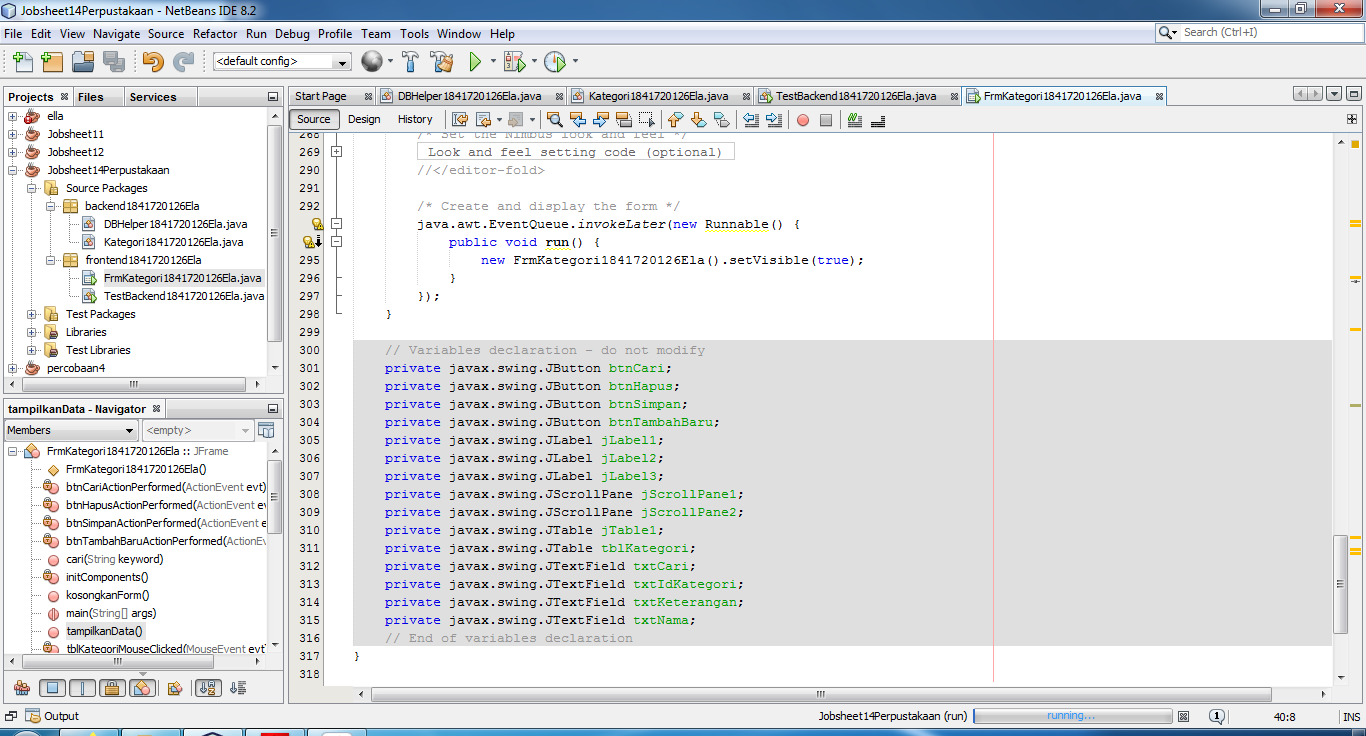 Jobsheet14Perpustakaan - NetBeans IDE 8.2
File Edit View Navigate Source Refactor Run Debug Profile Team Tools Window Help
Search (Ctrl+I)
<default config>
Projects Files Services
ella
Jobsheet11
Jobsheet12
Jobsheet14Perpustakaan
Source Packages
backend1841720126Ela
DBHelper1841720126Ela.java
Kategori1841720126Ela.java
frontend1841720126Ela
FrmKategori1841720126Ela.java
TestBackend1841720126Ela.java
Test Packages
Libraries
Test Libraries
percobaan4
tampilkanData - Navigator
Members <empty>
FrmKategori1841720126Ela :: JFrame
FrmKategori1841720126Ela()
btnCariActionPerformed(ActionEvent evt)
btnHapusActionPerformed(ActionEvent e
btnSimpanActionPerformed(ActionEvent e
btnTambahBaruActionPerformed(ActionEv
cari(String keyword)
initComponents()
kosongkanForm()
main(String[] args)
tampilkanData()
tblKategoriMouseClicked(MouseEvent evt
Start Page DBHelper1841720126Ela.java Kategori1841720126Ela.java TestBackend1841720126Ela.java FrmKategori1841720126Ela.java
Source Design History
268 /* Set the Nimbus look and feel */
269 Look and feel setting code (optional)
290 //</editor-fold>
291
292 /* Create and display the form */
java.awt.EventQueue.invokeLater(new Runnable() {
public void run() {
295 new FrmKategori1841720126Ela().setVisible(true);
296 }
297 });
298 }
299
300 // Variables declaration - do not modify
301 private javax.swing.JButton btnCari;
302 private javax.swing.JButton btnHapus;
303 private javax.swing.JButton btnSimpan;
304 private javax.swing.JButton btnTambahBaru;
305 private javax.swing.JLabel jLabel1;
306 private javax.swing.JLabel jLabel2;
307 private javax.swing.JLabel jLabel3;
308 private javax.swing.JScrollPane jScrollPane1;
309 private javax.swing.JScrollPane jScrollPane2;
310 private javax.swing.JTable jTable1;
311 private javax.swing.JTable tblKategori;
312 private javax.swing.JTextField txtCari;
313 private javax.swing.JTextField txtIdKategori;
314 private javax.swing.JTextField txtKeterangan;
315 private javax.swing.JTextField txtNama;
316 // End of variables declaration
317 }
318
Output
Jobsheet14Perpustakaan (run) running... 1 40:8 INS